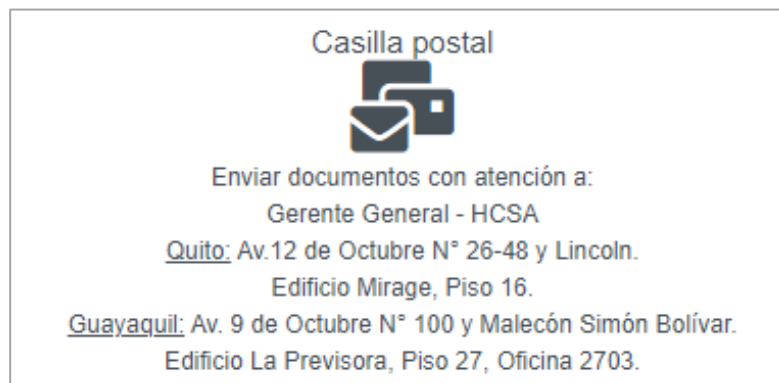 Casilla postal
Enviar documentos con atención a:
Gerente General - HCSA
Quito: Av.12 de Octubre N° 26-48 y Lincoln.
Edificio Mirage, Piso 16.
Guayaquil: Av. 9 de Octubre N° 100 y Malecón Simón Bolívar.
Edificio La Previsora, Piso 27, Oficina 2703.